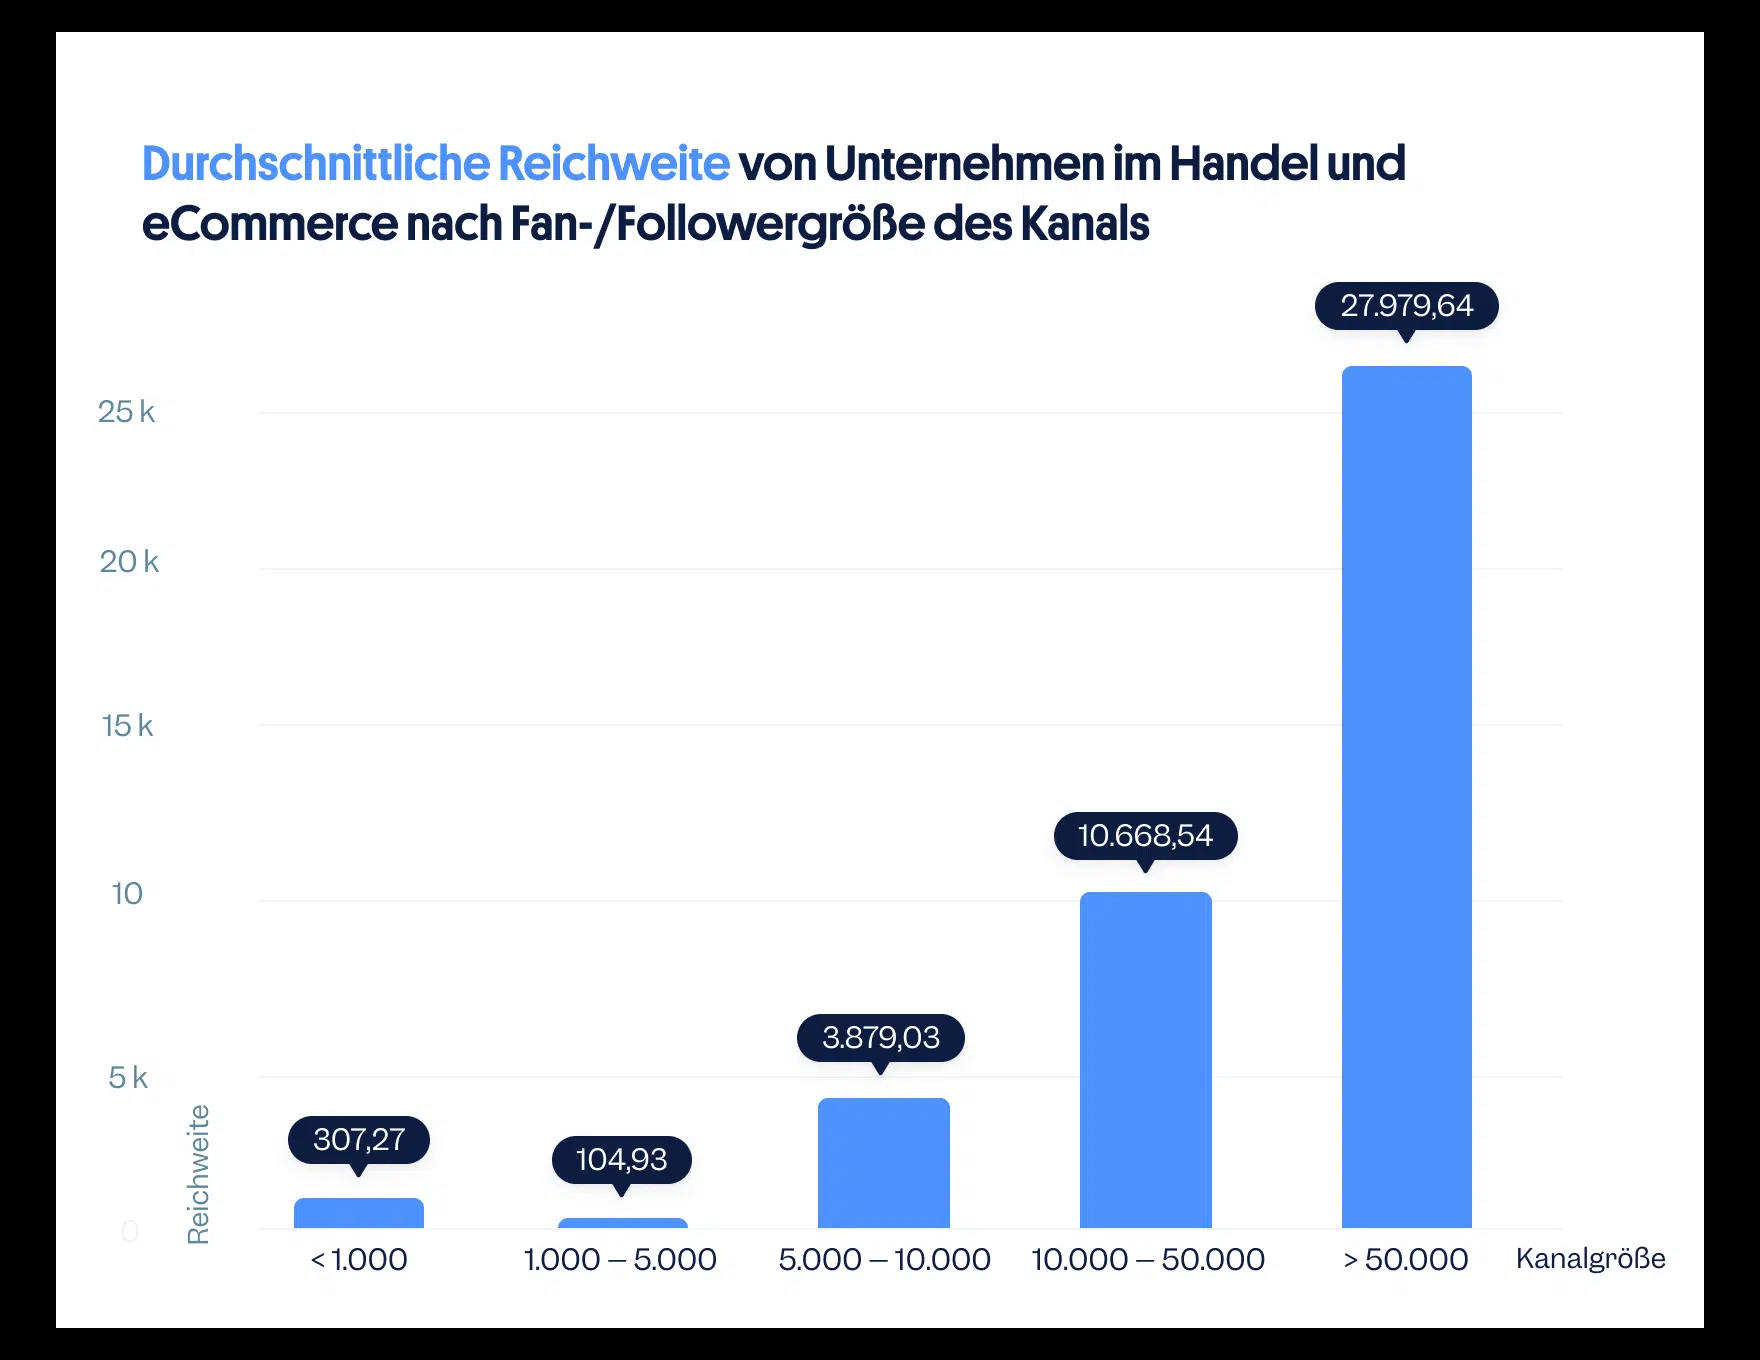 Durchschnittliche Reichweite von Unternehmen im Handel und
eCommerce nach Fan-/Followergröße des Kanals
27.979,64
25 k
20 k
15 k
10.668,54
10
3.879,03
5 k
307,27
104,93
Reichweite
0
< 1.000
1.000 – 5.000
5.000 – 10.000
10.000 – 50.000
> 50.000
Kanalgröße